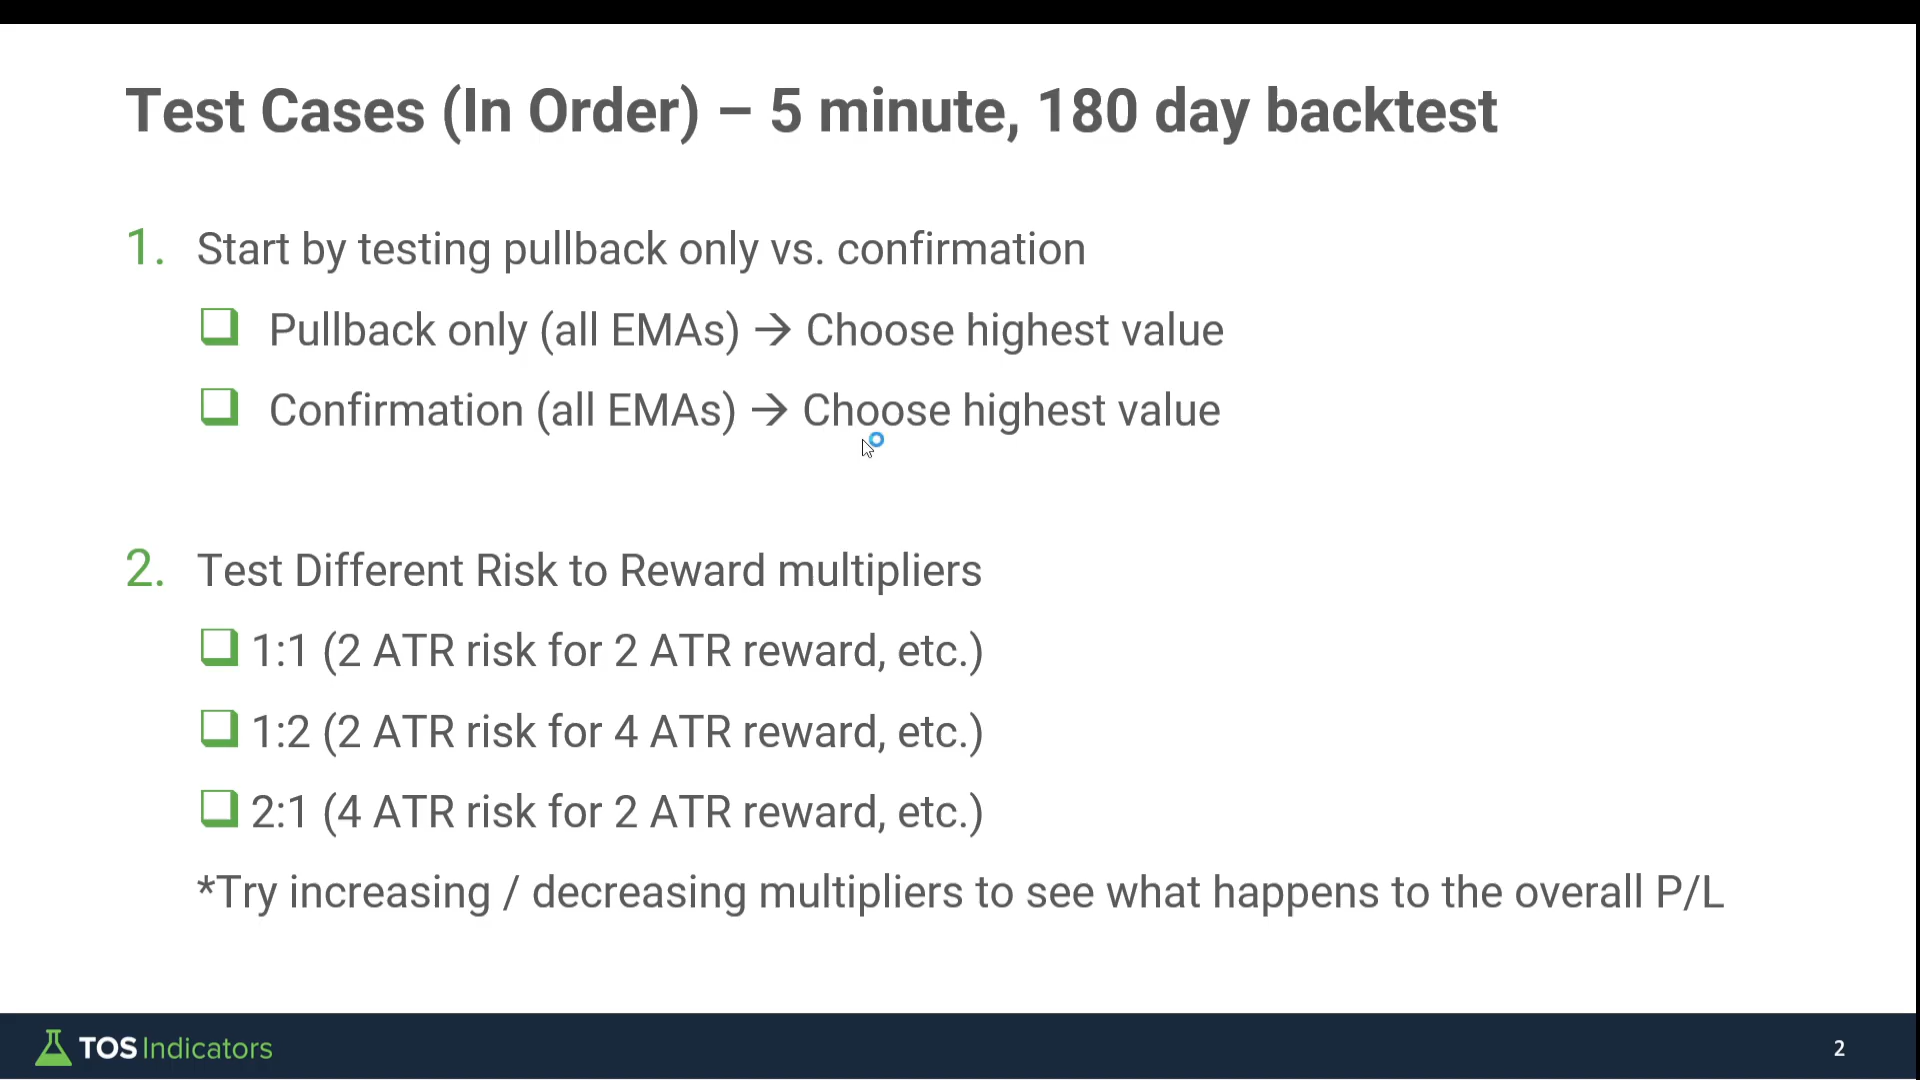 Test Cases (In Order) – 5 minute, 180 day backtest
1. Start by testing pullback only vs. confirmation
❑ Pullback only (all EMAs) → Choose highest value
❑ Confirmation (all EMAs) → Choose highest value
2. Test Different Risk to Reward multipliers
❑ 1:1 (2 ATR risk for 2 ATR reward, etc.)
❑ 1:2 (2 ATR risk for 4 ATR reward, etc.)
❑ 2:1 (4 ATR risk for 2 ATR reward, etc.)
*Try increasing / decreasing multipliers to see what happens to the overall P/L
TOS Indicators
2